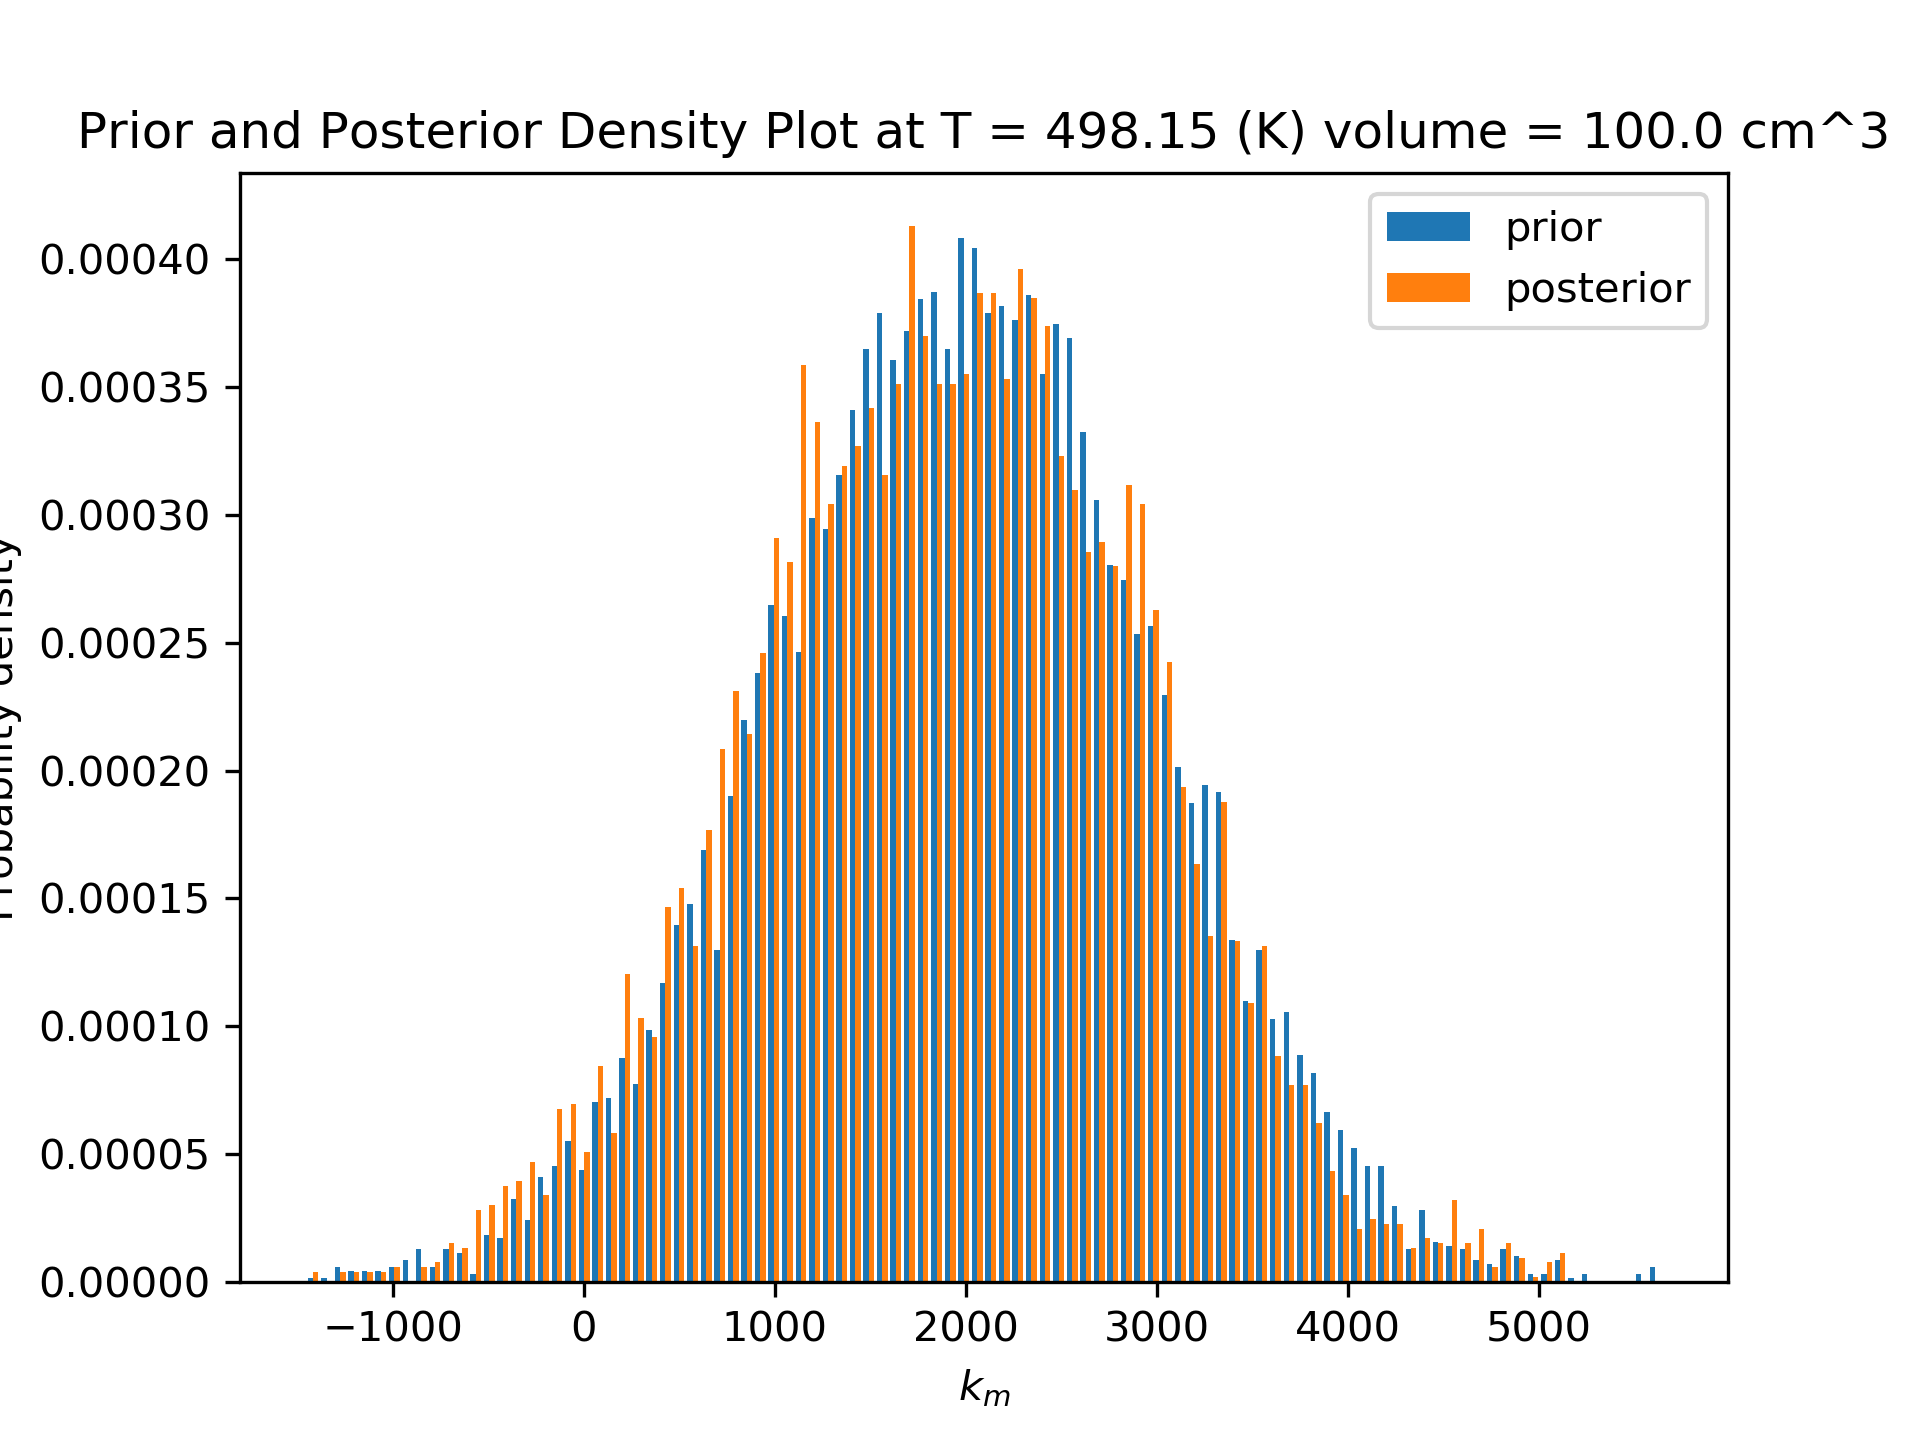 Prior and Posterior Density Plot at T = 498.15 (K) volume = 100.0 cm^3
prior
posterior
0.00040
0.00035
0.00030
0.00025
0.00020
0.00015
0.00010
0.00005
0.00000
Probability density
−1000 0 1000 2000 3000 4000 5000
k_m